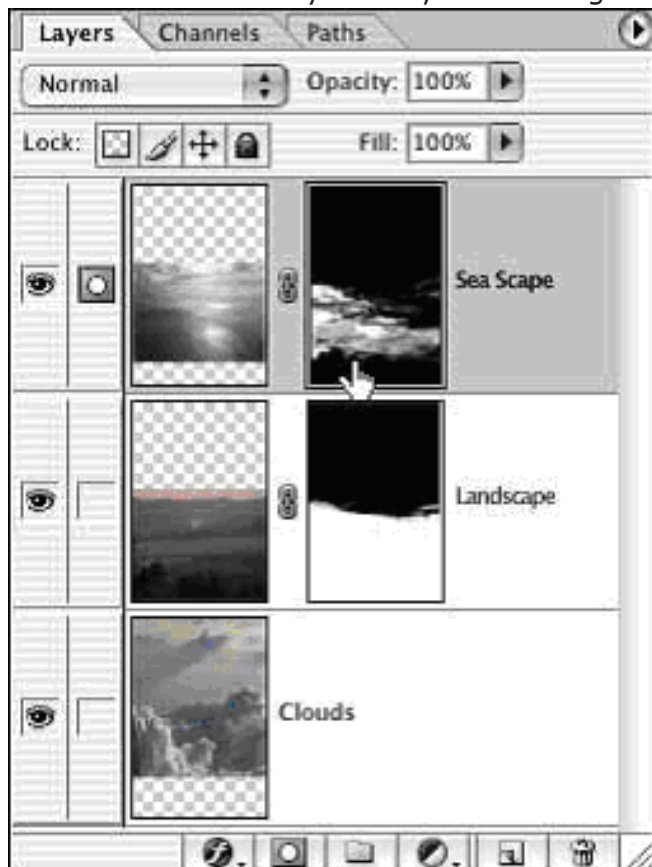 Layers Channels Paths
Normal Opacity: 100%
Lock: Fill: 100%
Sea Scape
Landscape
Clouds